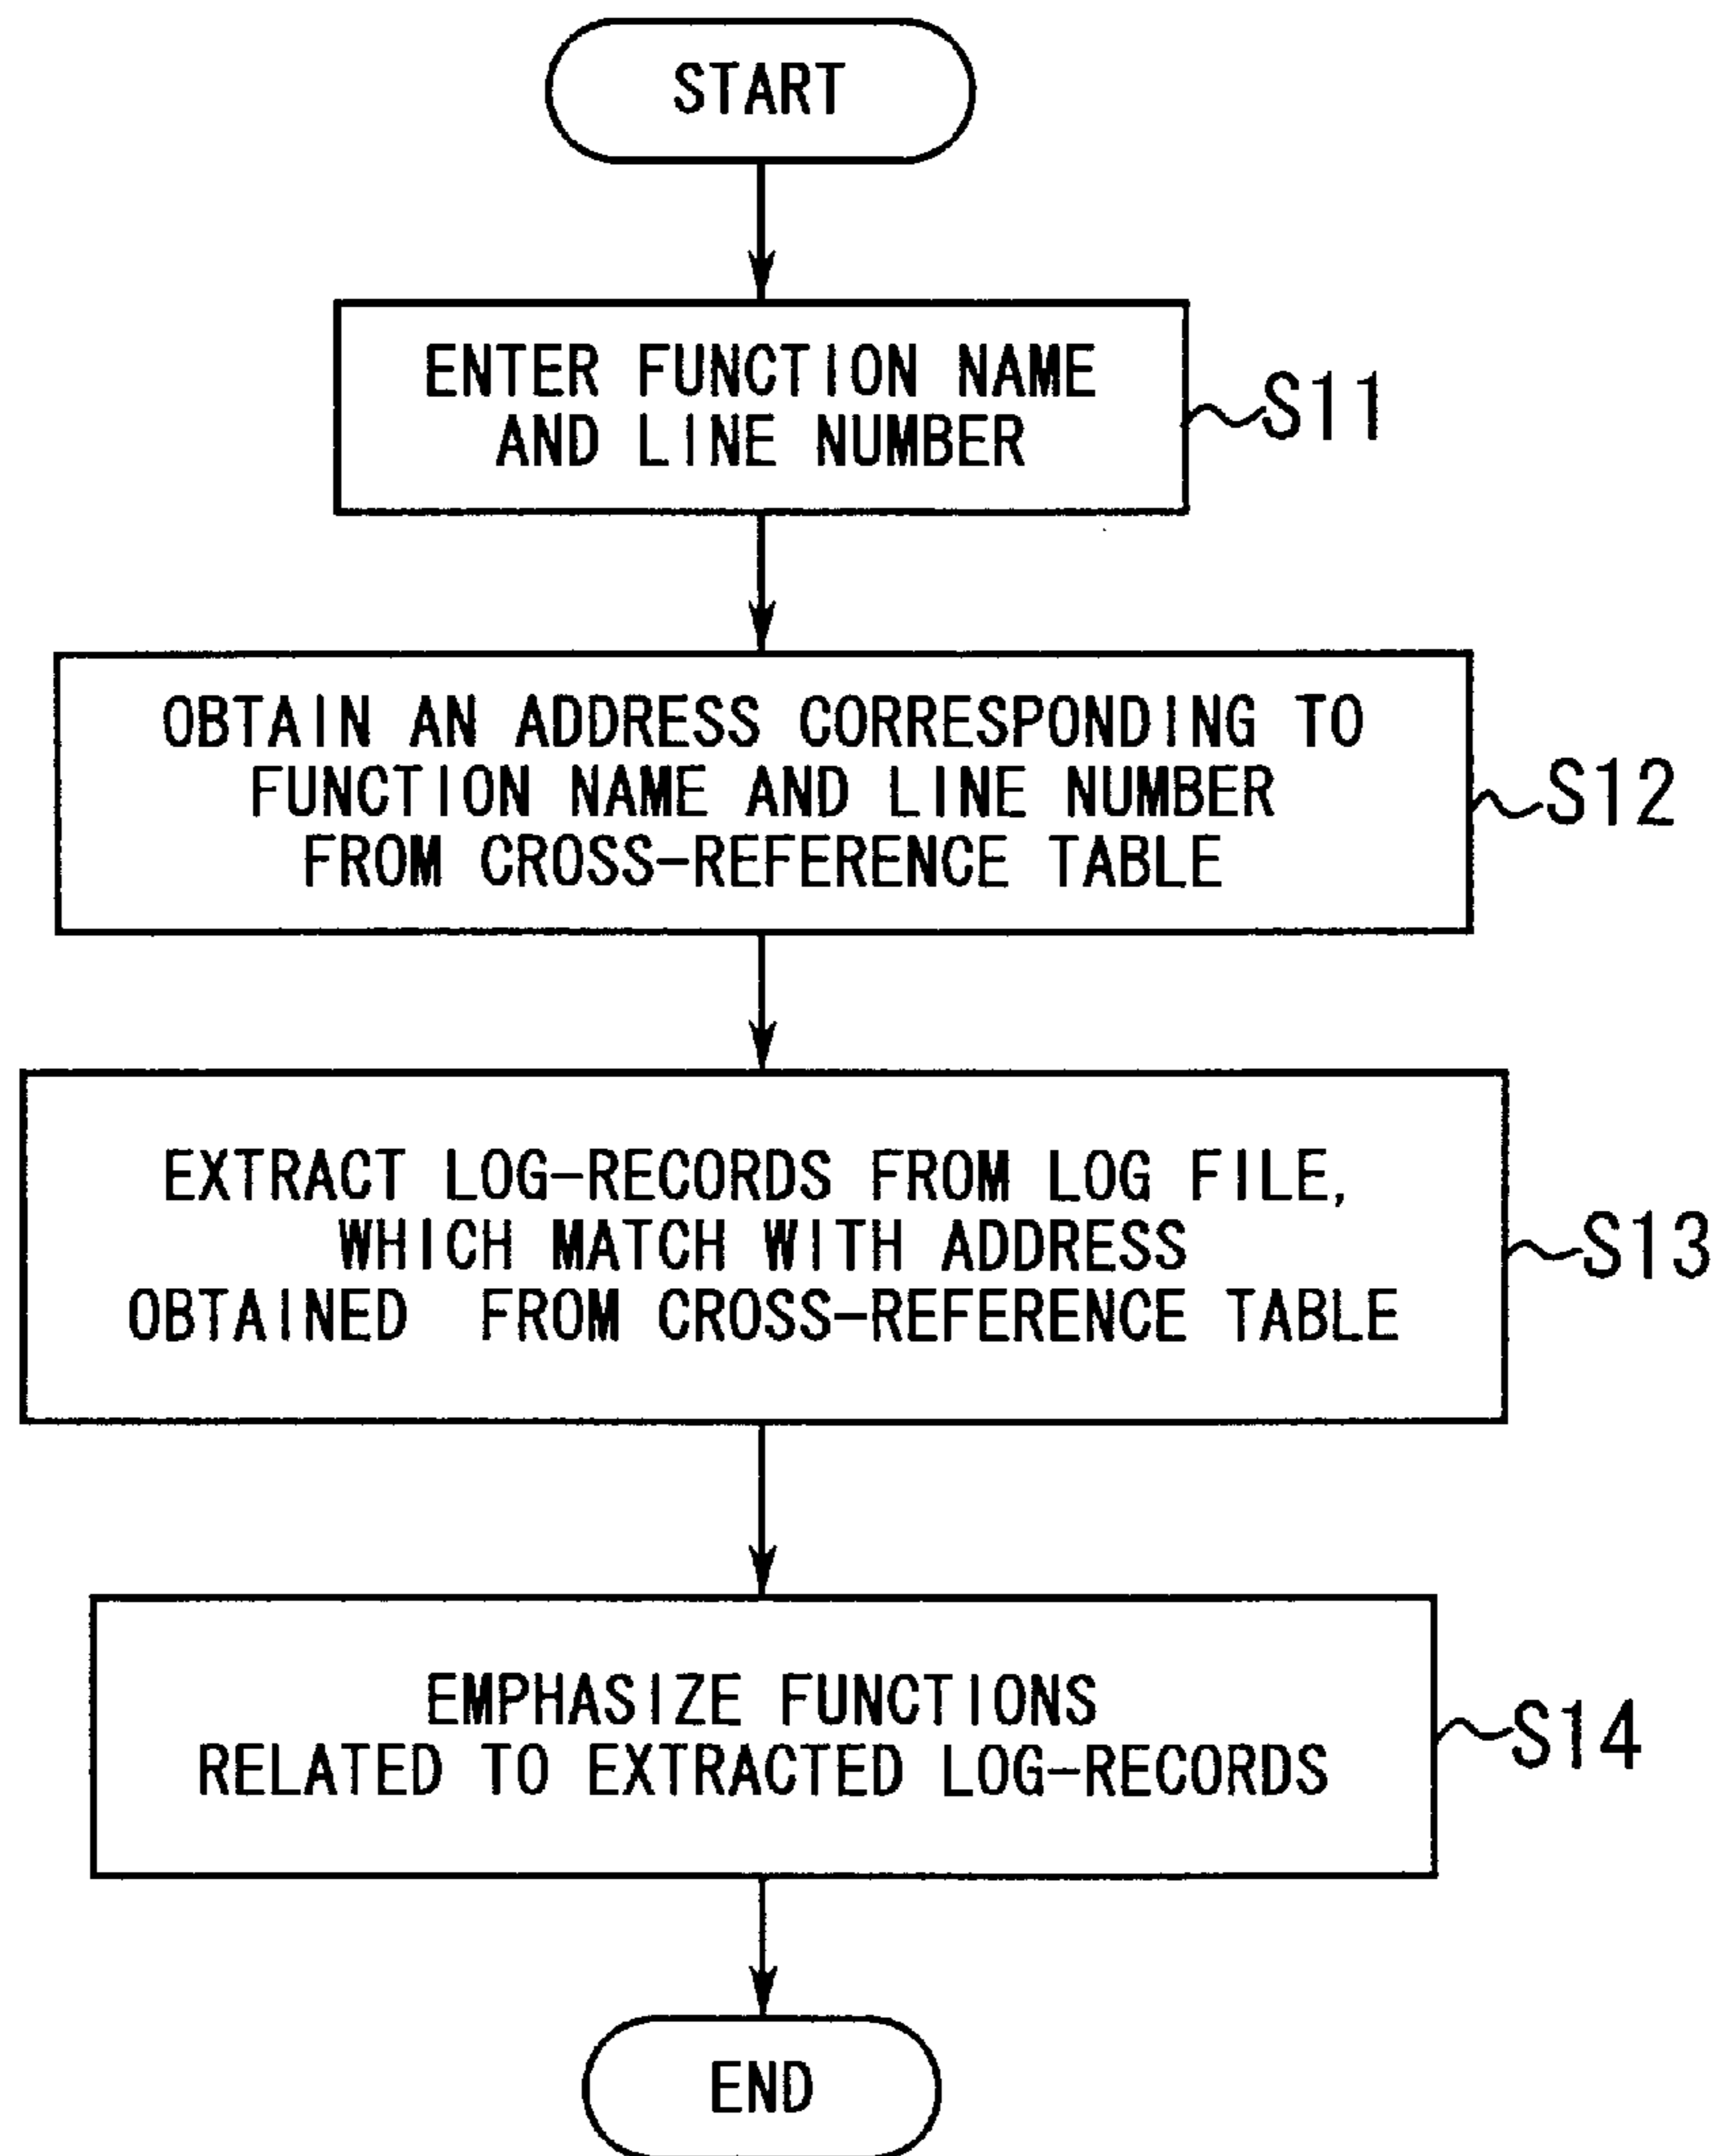 START
ENTER FUNCTION NAME
AND LINE NUMBER
S11
OBTAIN AN ADDRESS CORRESPONDING TO
FUNCTION NAME AND LINE NUMBER
FROM CROSS-REFERENCE TABLE
S12
EXTRACT LOG-RECORDS FROM LOG FILE,
WHICH MATCH WITH ADDRESS
OBTAINED FROM CROSS-REFERENCE TABLE
S13
EMPHASIZE FUNCTIONS
RELATED TO EXTRACTED LOG-RECORDS
S14
END